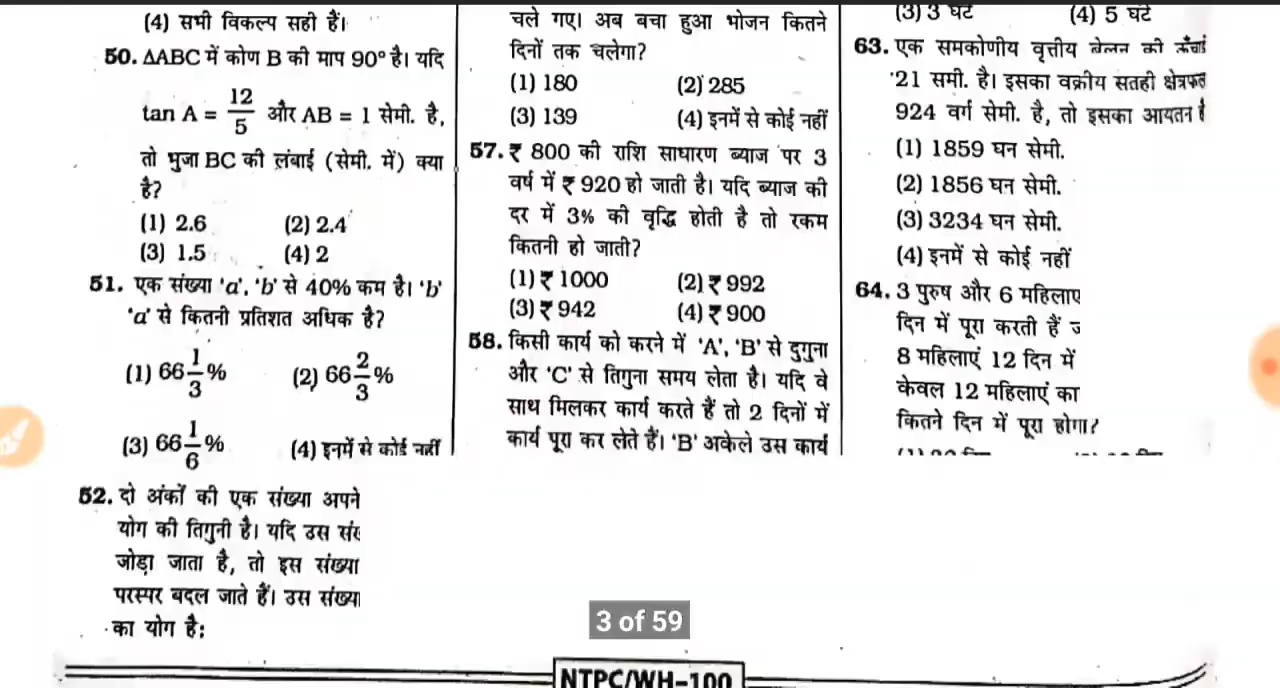 (4) सभी विकल्प सही हैं।
50. ΔABC में कोण B की माप 90° है। यदि
tan A = 12/5 और AB = 1 सेमी. है,
तो भुजा BC की लंबाई (सेमी. में) क्या
है?
(1) 2.6 (2) 2.4
(3) 1.5 (4) 2
51. एक संख्या 'a', 'b' से 40% कम है। 'b'
'a' से कितनी प्रतिशत अधिक है?
(1) 66 1/3 % (2) 66 2/3 %
(3) 66 1/6 % (4) इनमें से कोई नहीं
52. दो अंकों की एक संख्या अपने
योग की तिगुनी है। यदि उस
जोड़ा जाता है, तो इस संख्या
परस्पर बदल जाते हैं। उस संख्या
का योग है:
चले गए। अब बचा हुआ भोजन कितने
दिनों तक चलेगा?
(1) 180 (2) 285
(3) 139 (4) इनमें से कोई नहीं
57. ₹ 800 की राशि साधारण ब्याज पर 3
वर्ष में ₹ 920 हो जाती है। यदि ब्याज की
दर में 3% की वृद्धि होती है तो रकम
कितनी हो जाती?
(1) ₹ 1000 (2) ₹ 992
(3) ₹ 942 (4) ₹ 900
58. किसी कार्य को करने में 'A', 'B' से दुगुना
और 'C' से तिगुना समय लेता है। यदि वे
साथ मिलकर कार्य करते हैं तो 2 दिनों में
कार्य पूरा कर लेते हैं। 'B' अकेले उस कार्य
(3) 3 घंटे (4) 5 घंटे
63. एक समकोणीय वृत्तीय बेलन की ऊँचाई
21 समी. है। इसका वक्रीय सतही क्षेत्रफल
924 वर्ग सेमी. है, तो इसका आयतन है
(1) 1859 घन सेमी.
(2) 1856 घन सेमी.
(3) 3234 घन सेमी.
(4) इनमें से कोई नहीं
64. 3 पुरुष और 6 महिलाएं
दिन में पूरा करती हैं
8 महिलाएं 12 दिन में
केवल 12 महिलाएं का
कितने दिन में पूरा होगा?
3 of 59
NTPC/WH-100